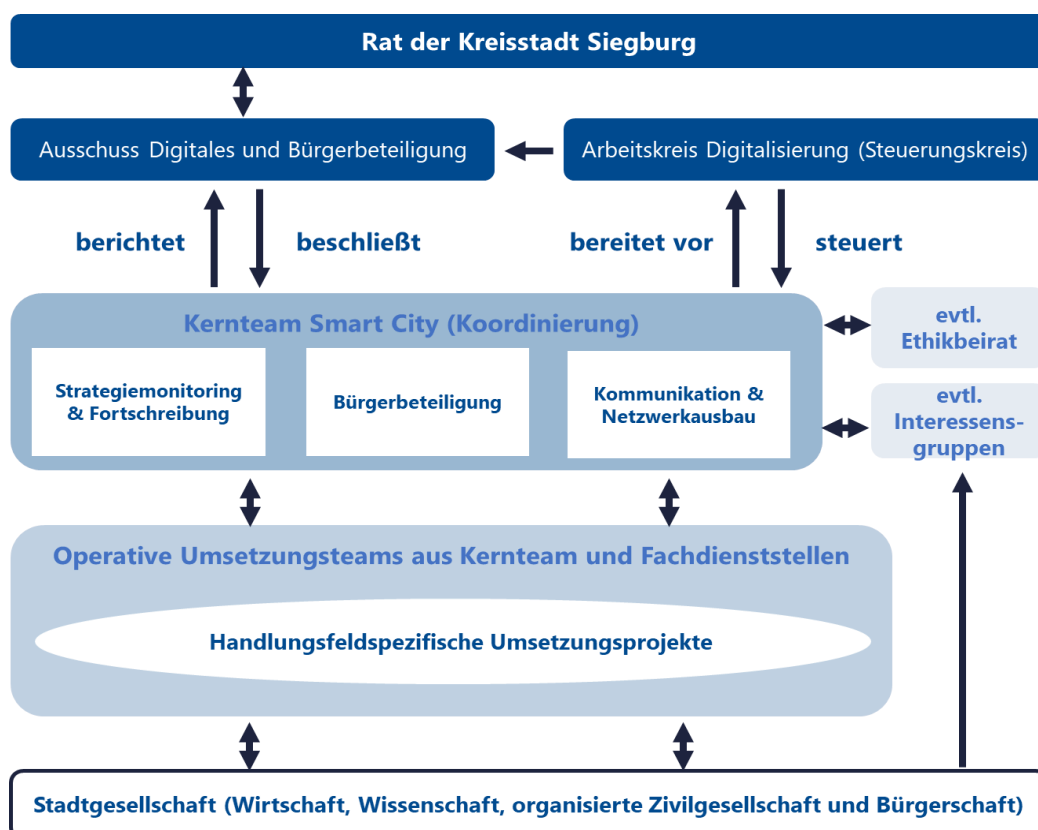 Rat der Kreisstadt Siegburg
Ausschuss Digitales und Bürgerbeteiligung
Arbeitskreis Digitalisierung (Steuerungskreis)
berichtet
beschließt
bereitet vor
steuert
Kernteam Smart City (Koordinierung)
Strategiemonitoring
& Fortschreibung
Bürgerbeteiligung
Kommunikation &
Netzwerkausbau
evtl.
Ethikbeirat
evtl.
Interessens-
gruppen
Operative Umsetzungsteams aus Kernteam und Fachdienststellen
Handlungsfeldspezifische Umsetzungsprojekte
Stadtgesellschaft (Wirtschaft, Wissenschaft, organisierte Zivilgesellschaft und Bürgerschaft)